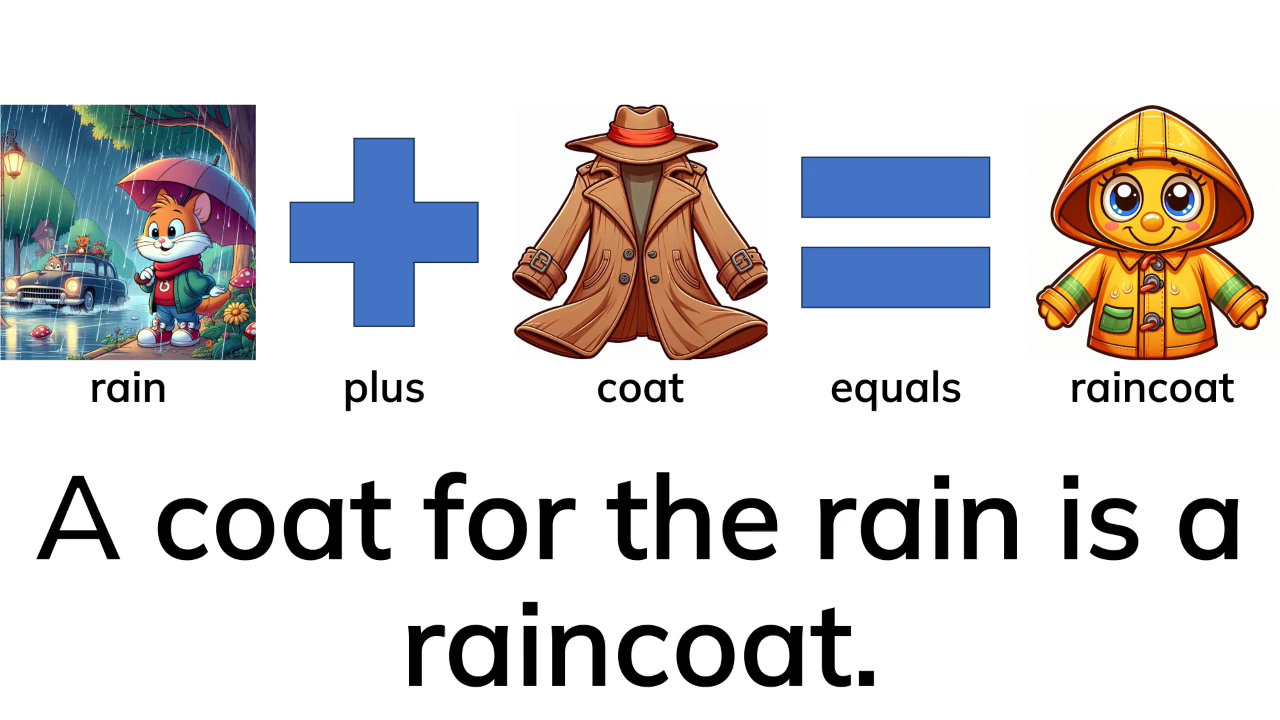 rain plus coat equals raincoat
A coat for the rain is a
raincoat.